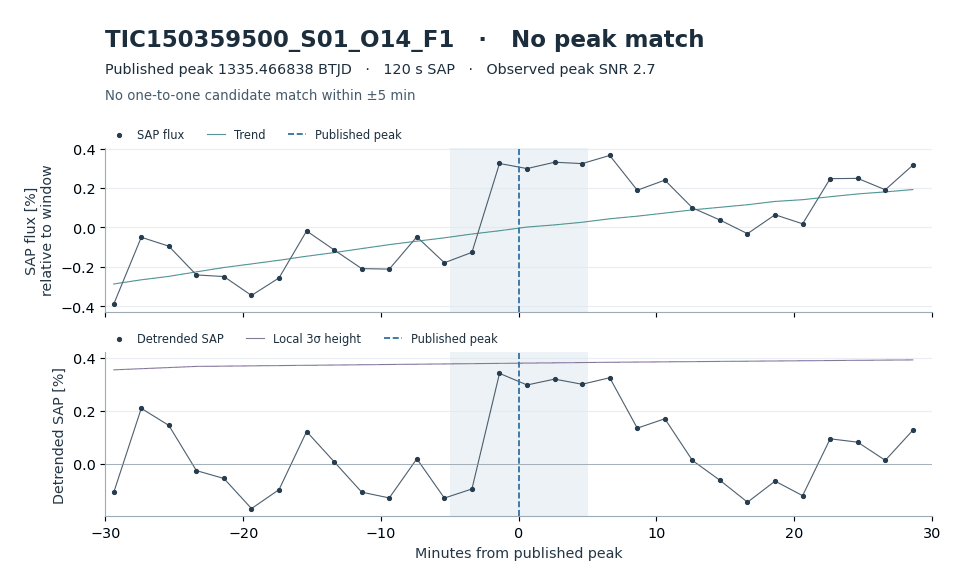 TIC150359500_S01_O14_F1 · No peak match
Published peak 1335.466838 BTJD · 120 s SAP · Observed peak SNR 2.7
No one-to-one candidate match within ±5 min
SAP flux Trend Published peak
SAP flux [%]
relative to window
0.4
0.2
0.0
−0.2
−0.4
Detrended SAP Local 3σ height Published peak
Detrended SAP [%]
0.4
0.2
0.0
−30 −20 −10 0 10 20 30
Minutes from published peak